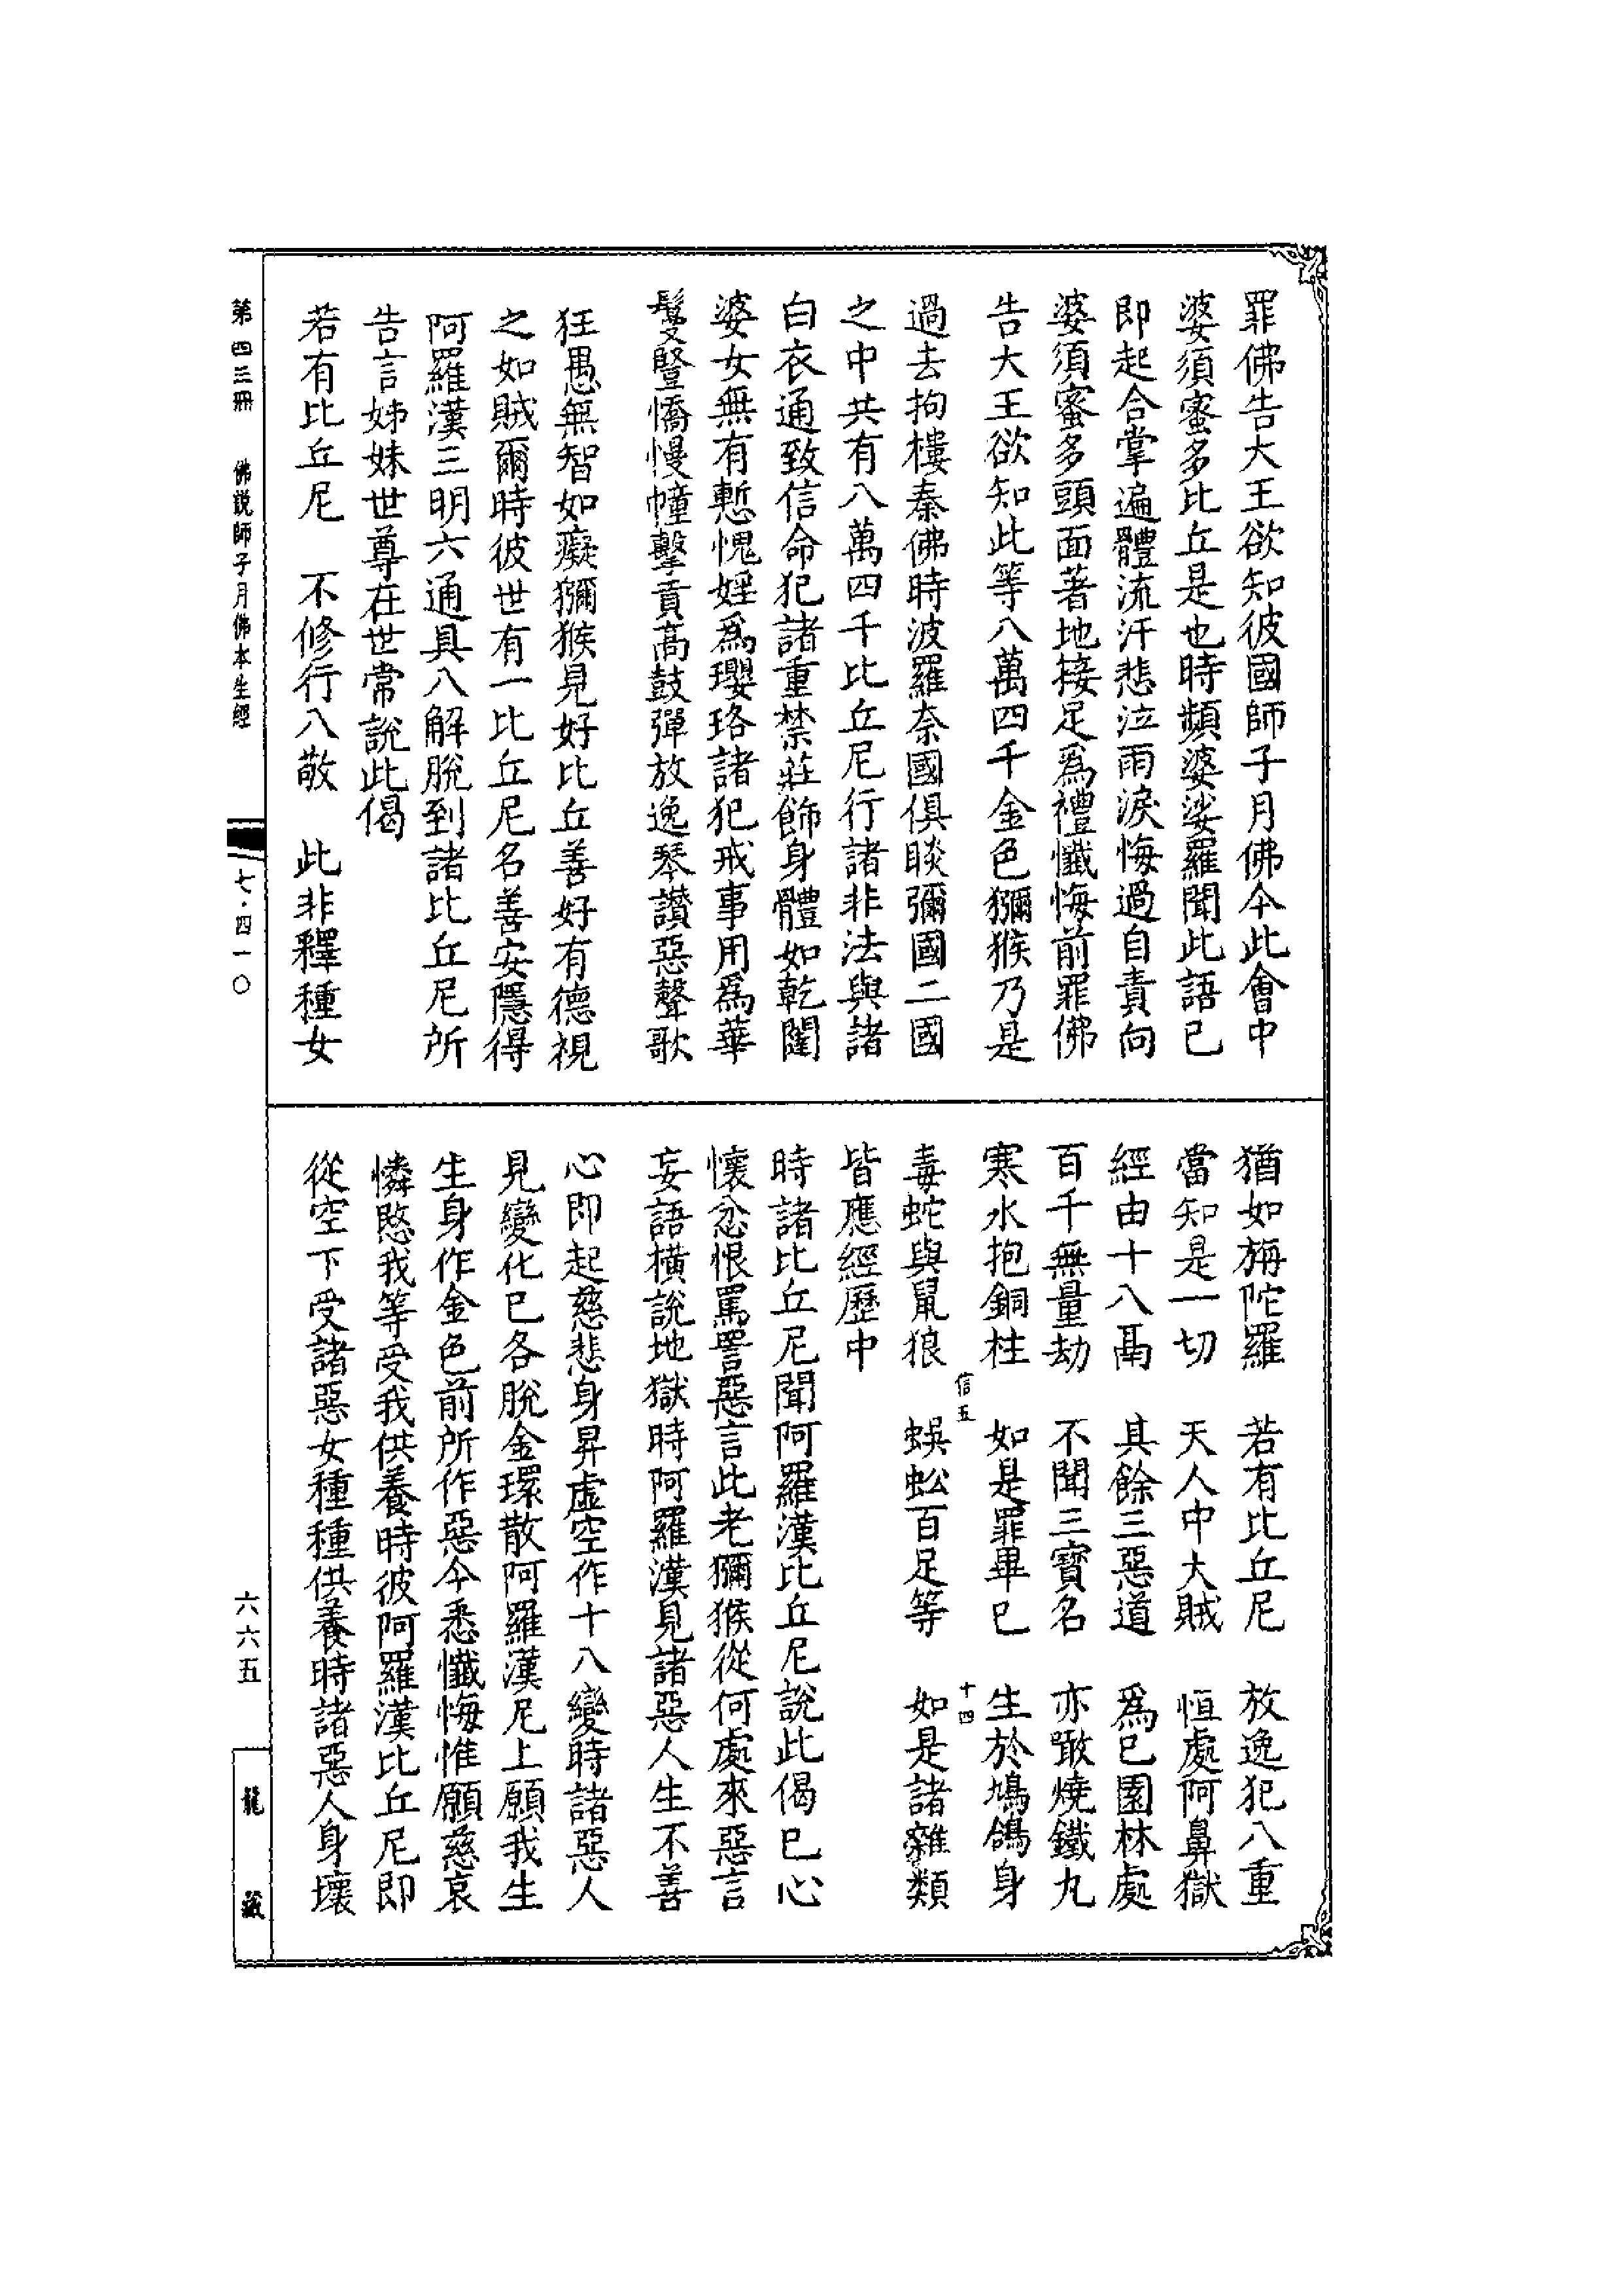 罪佛告大王欲知彼國師子月佛今此會中
婆須蜜多比丘是也時頻婆娑羅聞此語已
即起合掌遍體流汗悲泣雨淚悔過自責向
婆須蜜多頭面著地接足爲禮懺悔前罪佛
告大王欲知此等八萬四千金色獼猴乃是
過去拘樓秦佛時波羅奈國俱睒彌國二國
之中共有八萬四千比丘尼行諸非法與諸
白衣通致信命犯諸重禁莊飾身體如乾闥
婆女無有慙愧婬爲瓔珞諸犯戒事用爲華
鬘豎憍慢幢擊貢高鼓彈放逸琴讚惡聲歌
狂愚無智如癡獼猴見好比丘善好有德視
之如賊爾時彼世有一比丘尼名善安隱得
阿羅漢三明六通具八解脫到諸比丘尼所
告言姊妹世尊在世常說此偈
若有比丘尼　不修行八敬　此非釋種女
猶如旃陀羅　若有比丘尼　放逸犯八重
當知是一切　天人中大賊　恒處阿鼻獄
經由十八鬲　其餘三惡道　爲已園林處
百千無量劫　不聞三寶名　亦噉燒鐵丸
寒水抱銅柱　如是罪畢已　生於鳩鴿身
信五　十四
毒蛇與鼠狼　蜈蚣百足等　如是諸雜類
皆應經歷中
時諸比丘尼聞阿羅漢比丘尼說此偈已心
懷忿恨罵詈惡言此老獼猴從何處來惡言
妄語橫說地獄時阿羅漢見諸惡人生不善
心即起慈悲身昇虛空作十八變時諸惡人
見變化已各脫金環散阿羅漢尼上願我生
生身作金色前所作惡今悉懺悔惟願慈哀
憐愍我等受我供養時彼阿羅漢比丘尼即
從空下受諸惡女種種供養時諸惡人身壞
第四三冊　佛說師子月佛本生經　七·四一〇　六六五　龍藏